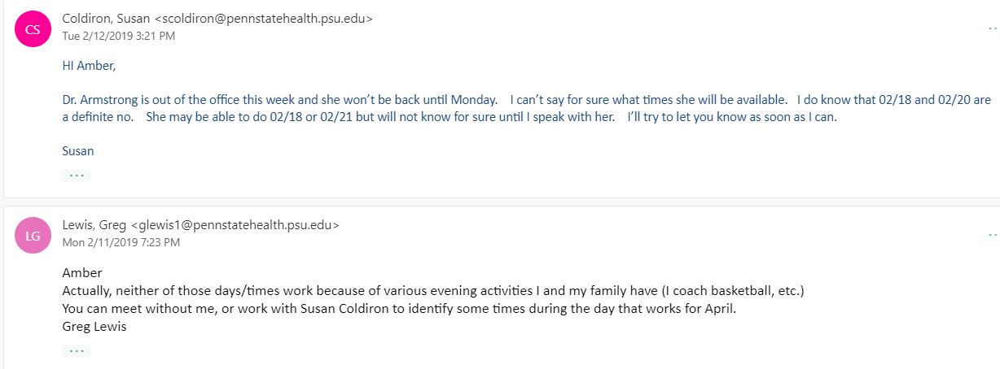 CS
Coldiron, Susan <scoldiron@pennstatehealth.psu.edu>
Tue 2/12/2019 3:21 PM
HI Amber,
Dr. Armstrong is out of the office this week and she won't be back until Monday. I can't say for sure what times she will be available. I do know that 02/18 and 02/20 are
a definite no. She may be able to do 02/18 or 02/21 but will not know for sure until I speak with her. I'll try to let you know as soon as I can.
Susan
...
LG
Lewis, Greg <glewis1@pennstatehealth.psu.edu>
Mon 2/11/2019 7:23 PM
Amber
Actually, neither of those days/times work because of various evening activities I and my family have (I coach basketball, etc.)
You can meet without me, or work with Susan Coldiron to identify some times during the day that works for April.
Greg Lewis
...